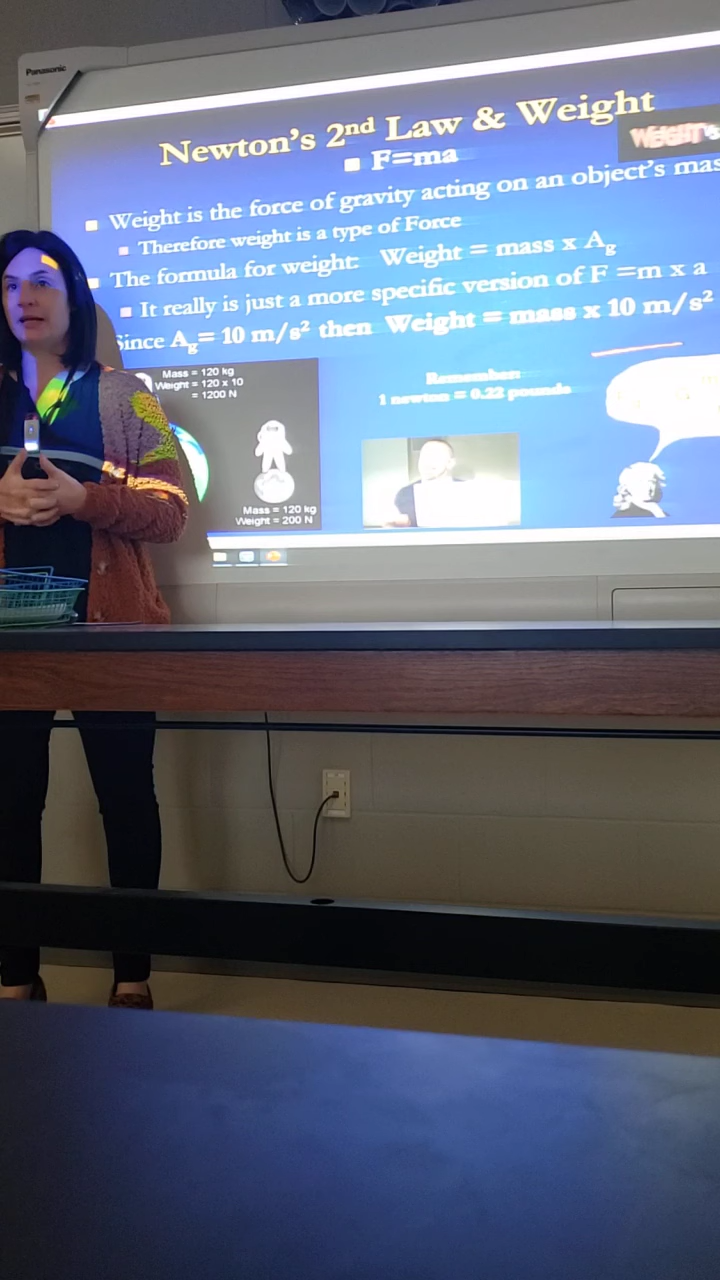 Panasonic
Newton's 2nd Law & Weight
WEIGHT
■ F=ma
■ Weight is the force of gravity acting on an object's mas
■ Therefore weight is a type of Force
■ The formula for weight: Weight = mass x Ag
■ It really is just a more specific version of F =m x a
Since Ag= 10 m/s² then Weight = mass x 10 m/s²
Mass = 120 kg
Weight = 120 x 10
= 1200 N
Remember:
1 newton = 0.22 pounds
Mass = 120 kg
Weight = 200 N